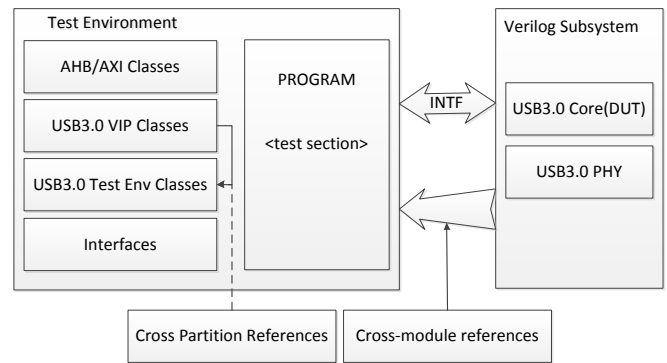 Test Environment
AHB/AXI Classes
USB3.0 VIP Classes
USB3.0 Test Env Classes
Interfaces
PROGRAM
<test section>
INTF
Verilog Subsystem
USB3.0 Core(DUT)
USB3.0 PHY
Cross Partition References
Cross-module references